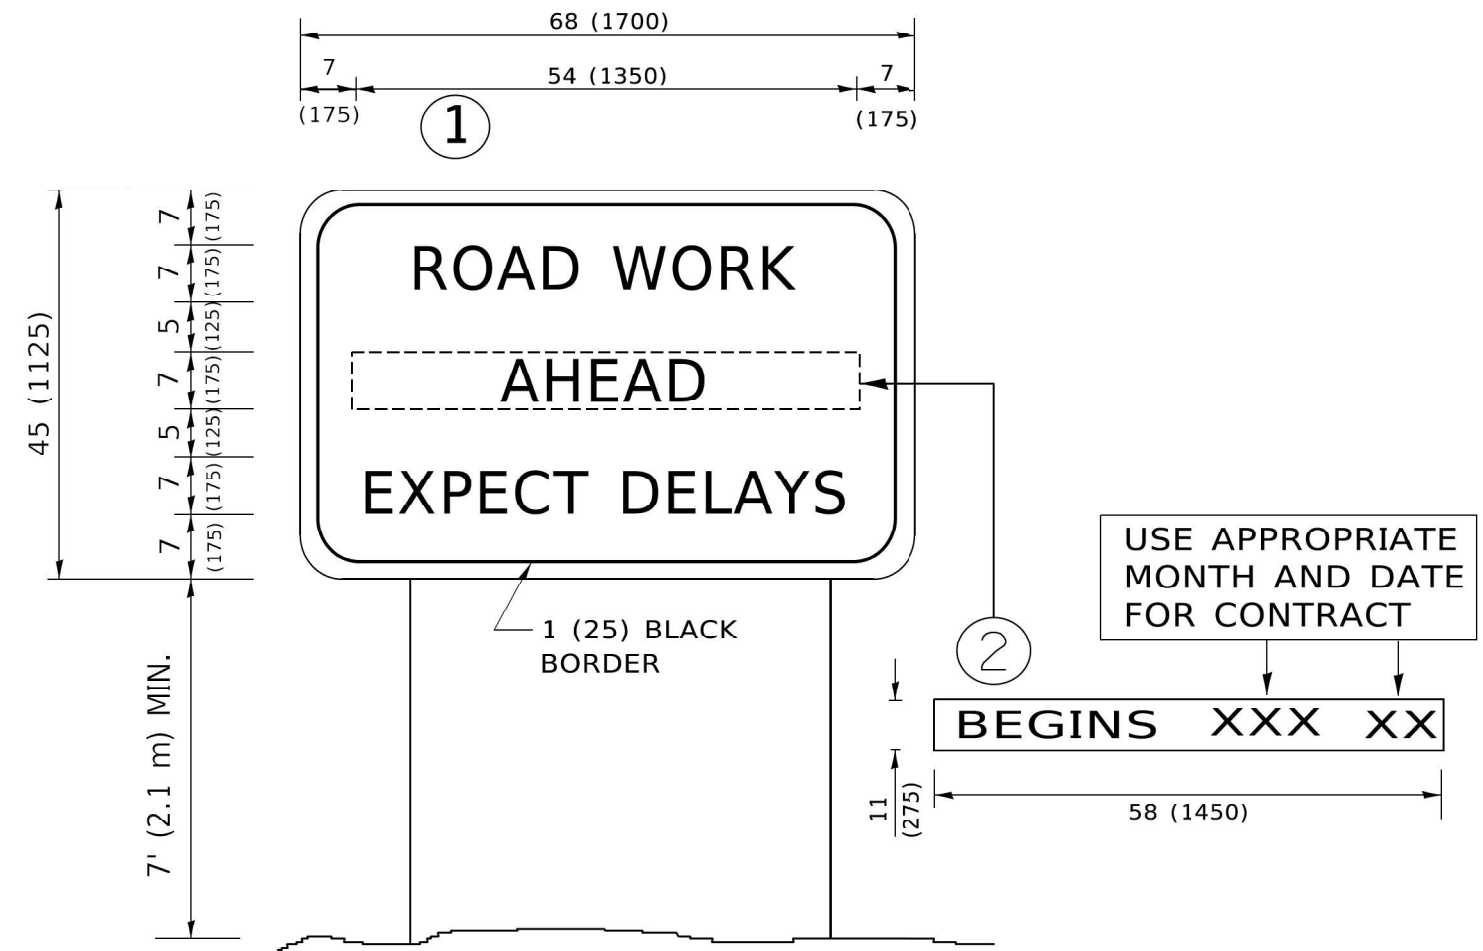 68 (1700)
7
54 (1350)
7
(175)
(175)
1
7
(175)
7
(175)
5
(125)
7
(175)
5
(125)
7
(175)
7
(175)
45 (1125)
ROAD WORK
AHEAD
EXPECT DELAYS
1 (25) BLACK
BORDER
7' (2.1 m) MIN.
2
USE APPROPRIATE
MONTH AND DATE
FOR CONTRACT
BEGINS XXX XX
11
(275)
58 (1450)